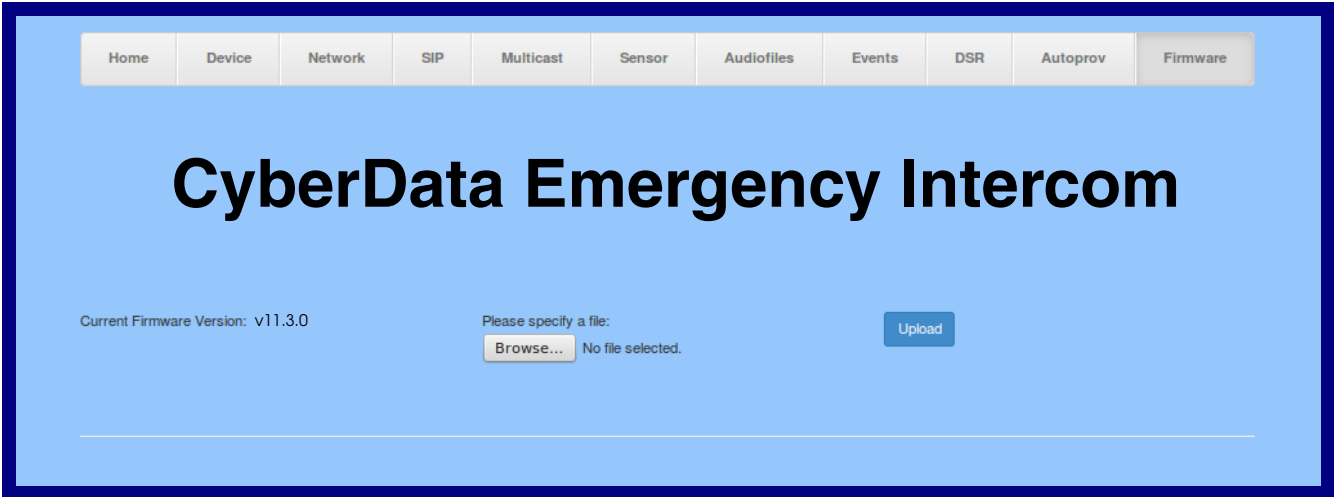 Home Device Network SIP Multicast Sensor Audiofiles Events DSR Autoprov Firmware
CyberData Emergency Intercom
Current Firmware Version: v11.3.0 Please specify a file: Upload
Browse... No file selected.